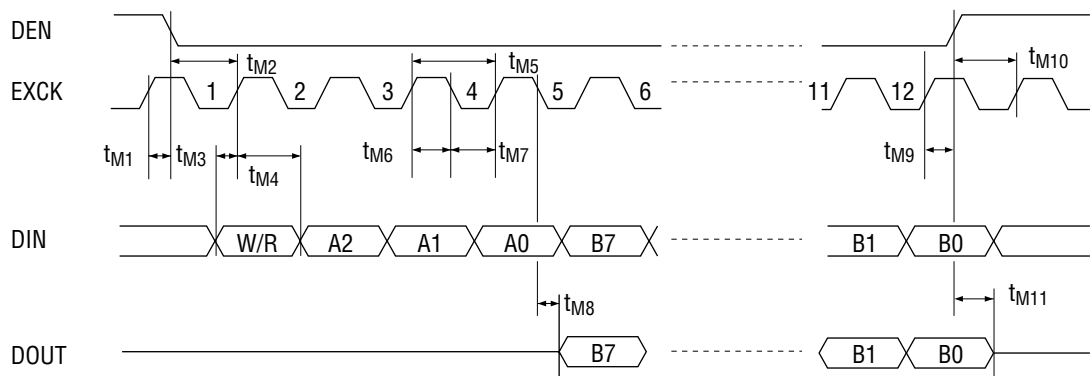 DEN
tM2 tM5 tM10
EXCK 1 2 3 4 5 6 11 12
tM1 tM3 tM4 tM6 tM7 tM9
DIN W/R A2 A1 A0 B7 B1 B0
tM8 tM11
DOUT B7 B1 B0